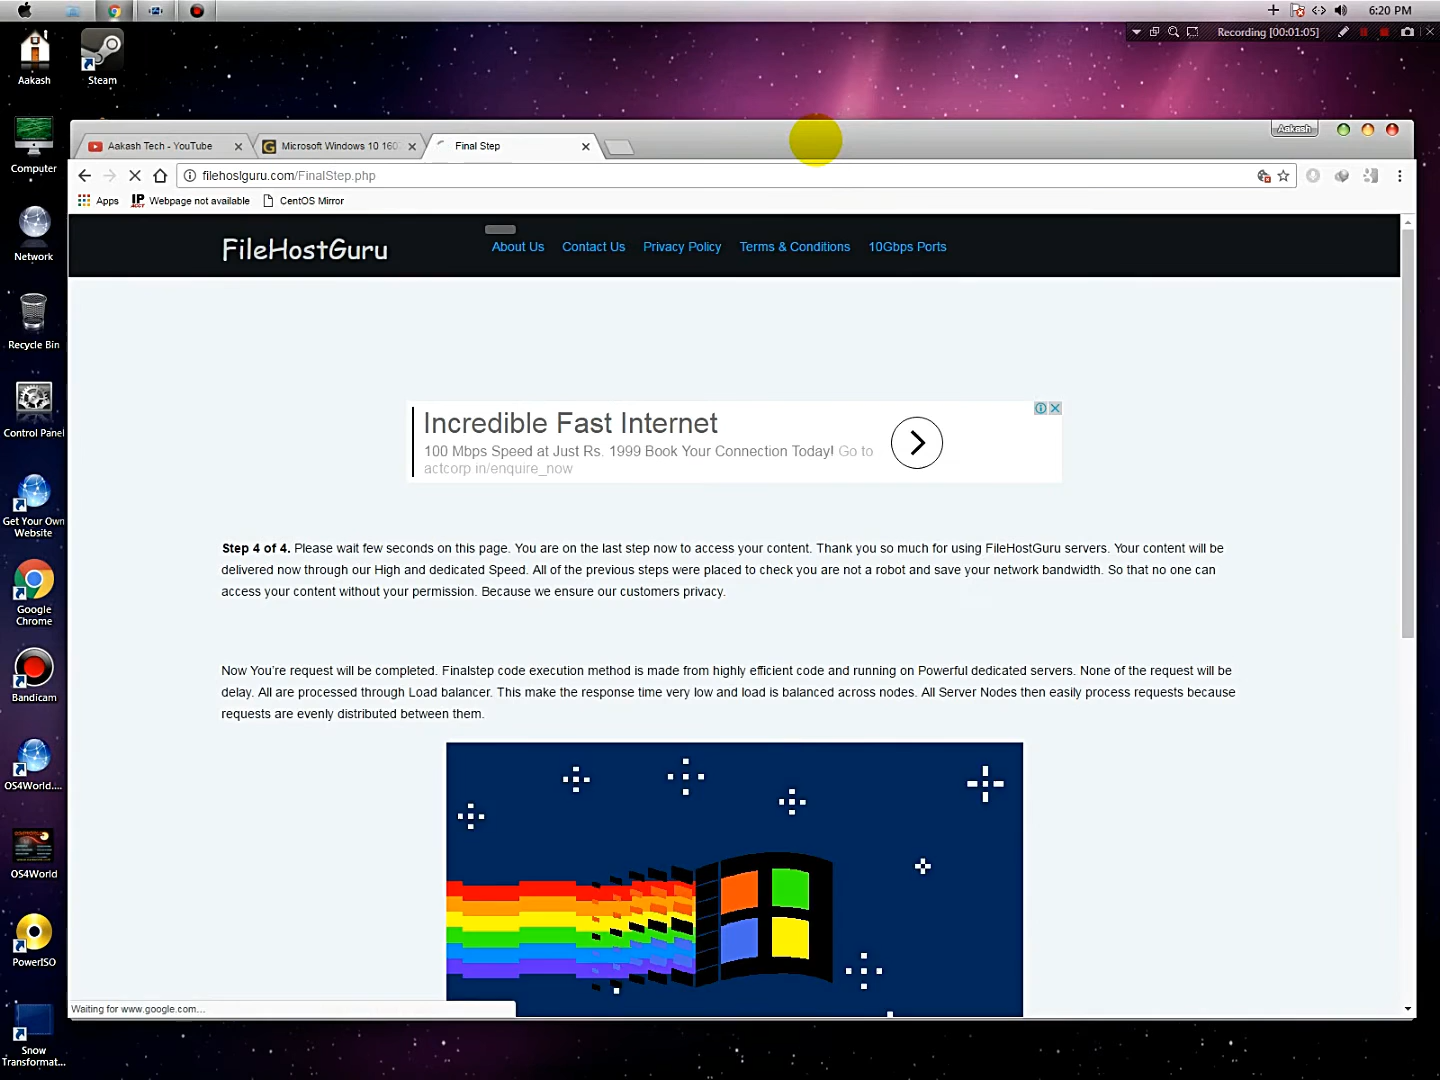 6:20 PM
Recording [00:01:05]
Aakash
Steam
Computer
Network
Recycle Bin
Control Panel
Get Your Own
Website
Google
Chrome
Bandicam
OS4World....
OS4World
PowerISO
Snow
Transformat...
Aakash
Aakash Tech - YouTube
Microsoft Windows 10 160
Final Step
filehoslguru.com/FinalStep.php
Apps
IP
ACCT
Webpage not available
CentOS Mirror
FileHostGuru
About Us
Contact Us
Privacy Policy
Terms & Conditions
10Gbps Ports
Incredible Fast Internet
100 Mbps Speed at Just Rs. 1999 Book Your Connection Today! Go to
actcorp in/enquire_now
Step 4 of 4. Please wait few seconds on this page. You are on the last step now to access your content. Thank you so much for using FileHostGuru servers. Your content will be
delivered now through our High and dedicated Speed. All of the previous steps were placed to check you are not a robot and save your network bandwidth. So that no one can
access your content without your permission. Because we ensure our customers privacy.
Now You're request will be completed. Finalstep code execution method is made from highly efficient code and running on Powerful dedicated servers. None of the request will be
delay. All are processed through Load balancer. This make the response time very low and load is balanced across nodes. All Server Nodes then easily process requests because
requests are evenly distributed between them.
Waiting for www.google.com...